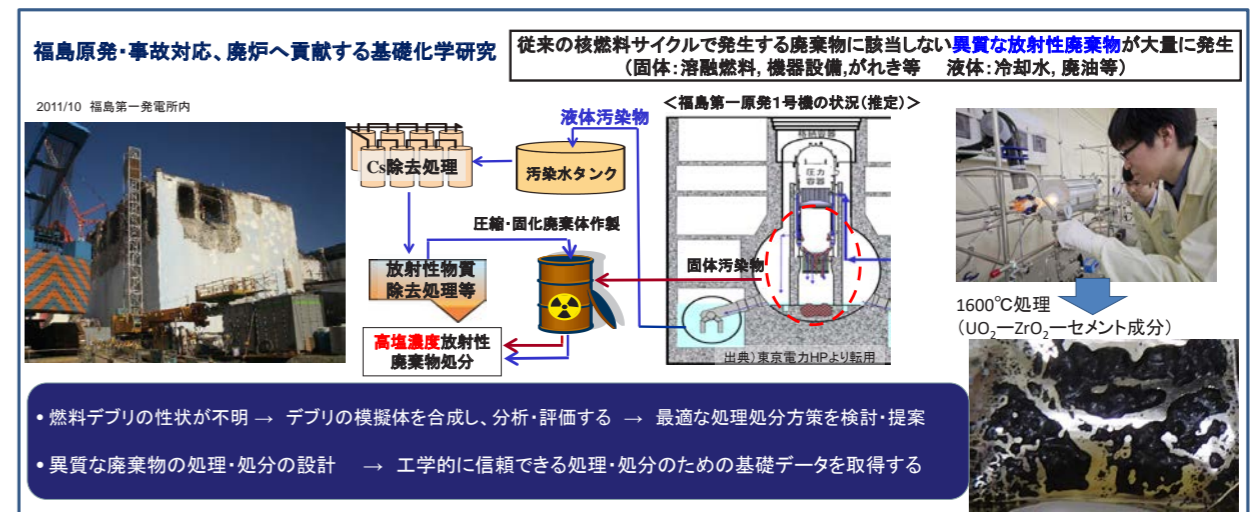 福島原発・事故対応、廃炉へ貢献する基礎化学研究
従来の核燃料サイクルで発生する廃棄物に該当しない異質な放射性廃棄物が大量に発生
(固体:溶融燃料, 機器設備,がれき等 液体:冷却水, 廃油等)
2011/10 福島第一発電所内
<福島第一原発1号機の状況(推定)>
液体汚染物
Cs除去処理
汚染水タンク
格納容器
圧力
容器
圧縮・固化廃棄体作製
放射性物質
除去処理等
固体汚染物
高塩濃度放射性
廃棄物処分
出典)東京電力HPより転用
1600℃処理
(UO2ーZrO2ーセメント成分)
• 燃料デブリの性状が不明 → デブリの模擬体を合成し、分析・評価する → 最適な処理処分方策を検討・提案
• 異質な廃棄物の処理・処分の設計 → 工学的に信頼できる処理・処分のための基礎データを取得する